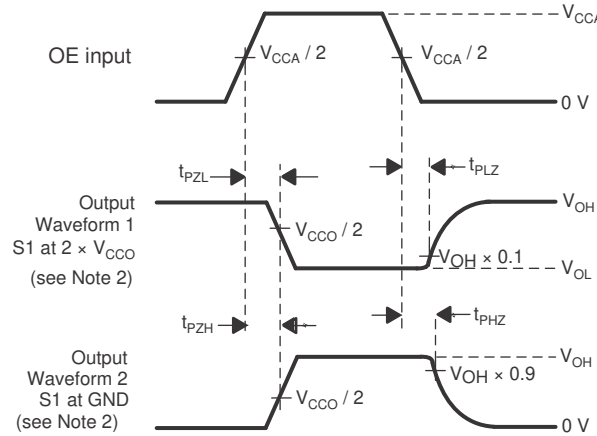 V_CCA
OE input
V_CCA / 2
V_CCA / 2
0 V
t_PZL
t_PLZ
Output
Waveform 1
S1 at 2 × V_CCO
(see Note 2)
V_CCO / 2
V_OH
V_OH × 0.1
V_OL
t_PZH
t_PHZ
Output
Waveform 2
S1 at GND
(see Note 2)
V_CCO / 2
V_OH
V_OH × 0.9
0 V